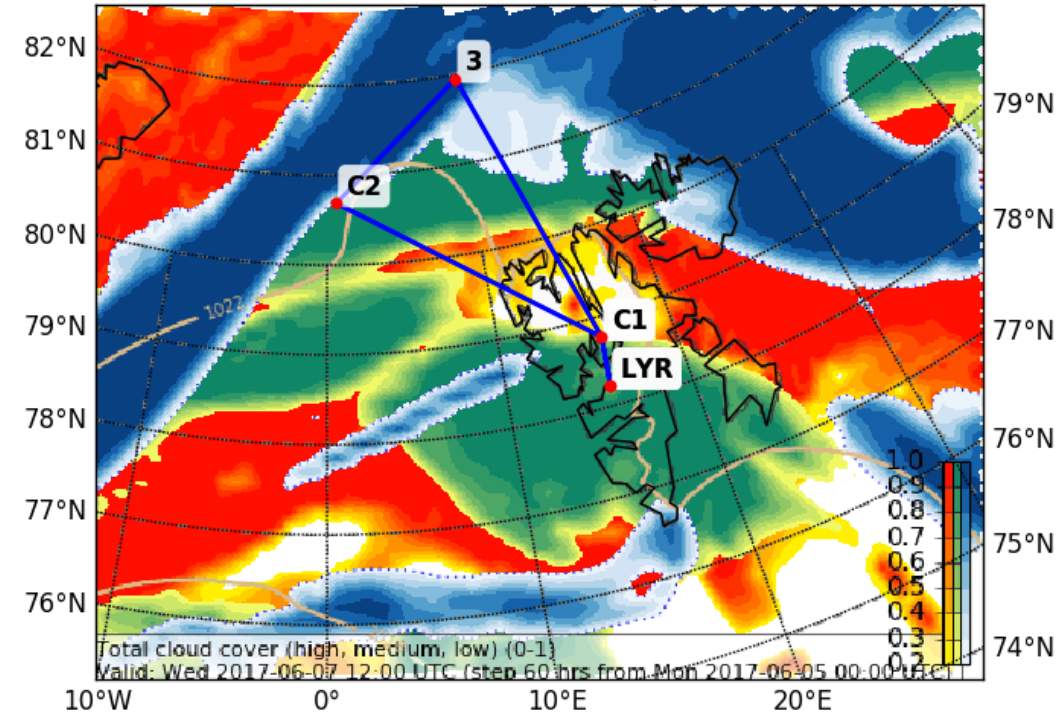 82°N
81°N
80°N
79°N
78°N
77°N
76°N
3
C2
C1
LYR
1022
79°N
78°N
77°N
76°N
75°N
74°N
1.0
0.9
0.8
0.7
0.6
0.5
0.4
0.3
0.2
Total cloud cover (high, medium, low) (0-1)
Valid: Wed 2017-06-07 12:00 UTC (step 60 hrs from Mon 2017-06-05 00:00 UTC)
10°W 0° 10°E 20°E